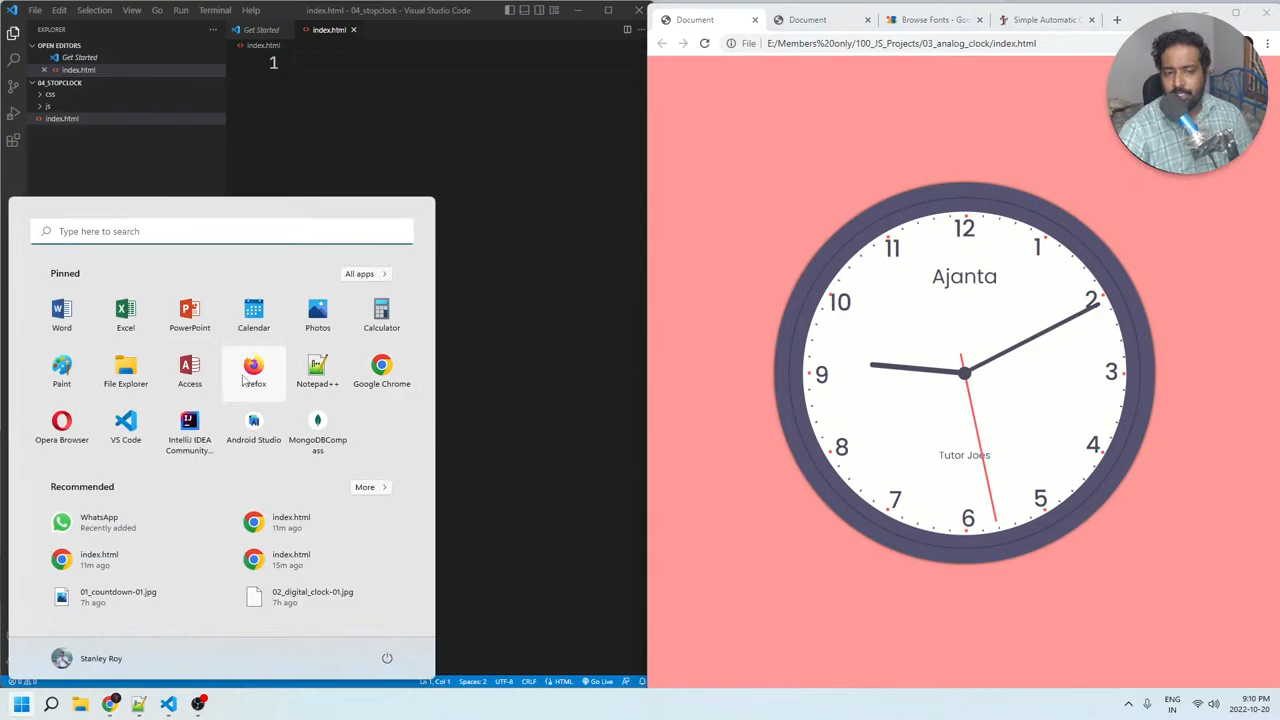 File Edit Selection View Go Run Terminal Help
index.html - 04_stopclock - Visual Studio Code
EXPLORER
OPEN EDITORS
Get Started
index.html
04_STOPCLOCK
css
js
index.html
Get Started
index.html
index.html
1
Type here to search
Pinned
All apps
Word
Excel
PowerPoint
Calendar
Photos
Calculator
Paint
File Explorer
Access
Firefox
Notepad++
Google Chrome
Opera Browser
VS Code
IntelliJ IDEA
Community...
Android Studio
MongoDBComp
ass
Recommended
More
WhatsApp
Recently added
index.html
11m ago
index.html
11m ago
index.html
15m ago
01_countdown-01.jpg
7h ago
02_digital_clock-01.jpg
7h ago
Stanley Roy
0 0
Ln 1, Col 1
Spaces: 2
UTF-8
CRLF
HTML
Go Live
Document
Document
Browse Fonts - Goo
Simple Automatic C
File
E:/Members%20only/100_JS_Projects/03_analog_clock/index.html
12
1
2
3
4
5
6
7
8
9
10
11
Ajanta
Tutor Joes
ENG
IN
9:10 PM
2022-10-20